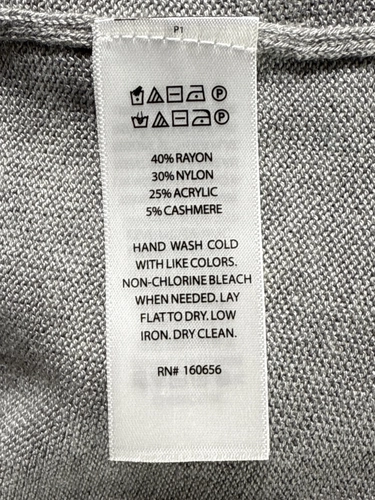 P1
40% RAYON
30% NYLON
25% ACRYLIC
5% CASHMERE
HAND WASH COLD
WITH LIKE COLORS.
NON-CHLORINE BLEACH
WHEN NEEDED. LAY
FLAT TO DRY. LOW
IRON. DRY CLEAN.
RN# 160656